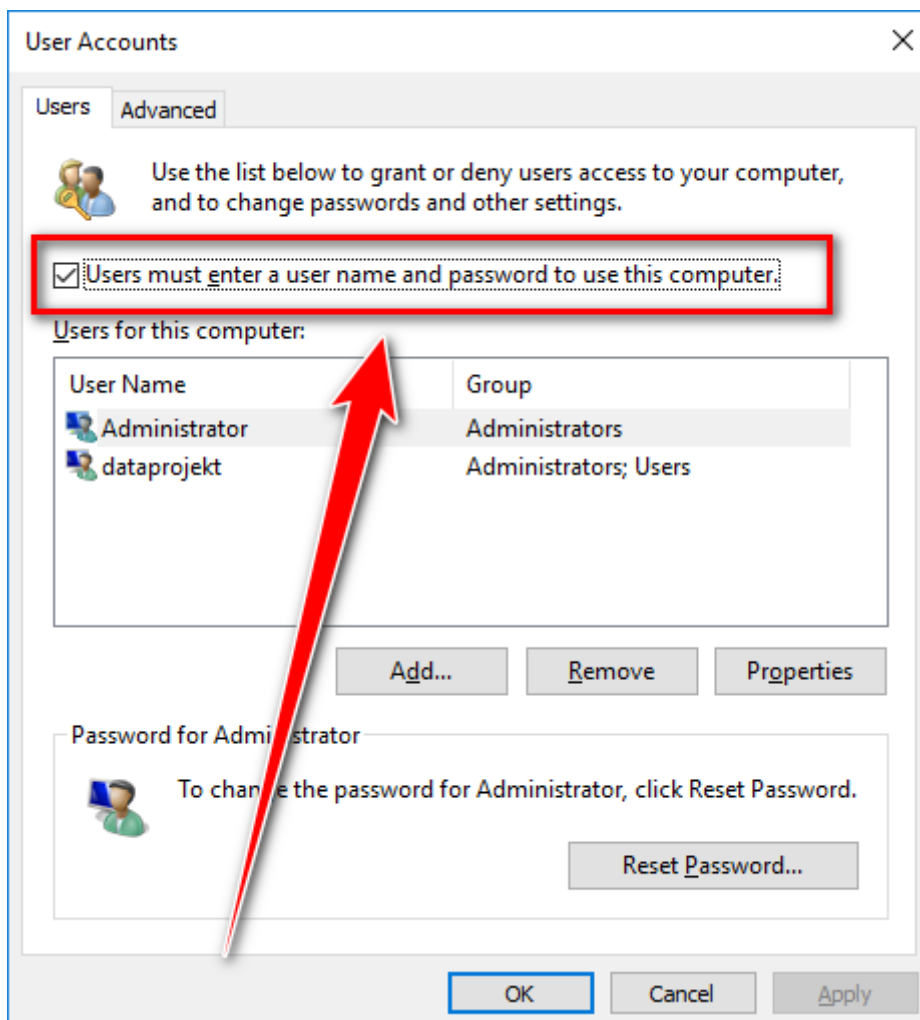 User Accounts
Users
Advanced
Use the list below to grant or deny users access to your computer,
and to change passwords and other settings.
Users must enter a user name and password to use this computer.
Users for this computer:
User Name Group
Administrator Administrators
dataprojekt Administrators; Users
Add... Remove Properties
Password for Administrator
To change the password for Administrator, click Reset Password.
Reset Password...
OK Cancel Apply